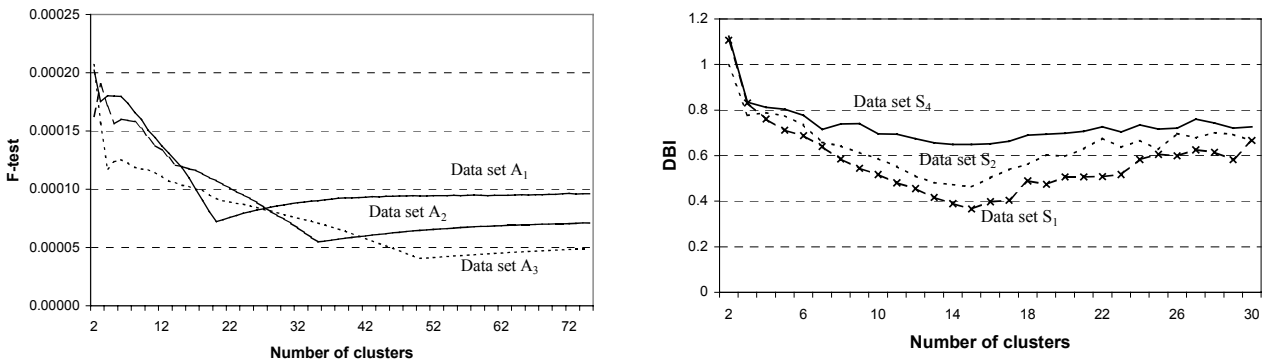 0.00025
0.00020
0.00015
0.00010
0.00005
0.00000
F-test
Data set A1
Data set A2
Data set A3
2 12 22 32 42 52 62 72
Number of clusters
1.2
1
0.8
0.6
0.4
0.2
0
DBI
Data set S4
Data set S2
Data set S1
2 6 10 14 18 22 26 30
Number of clusters